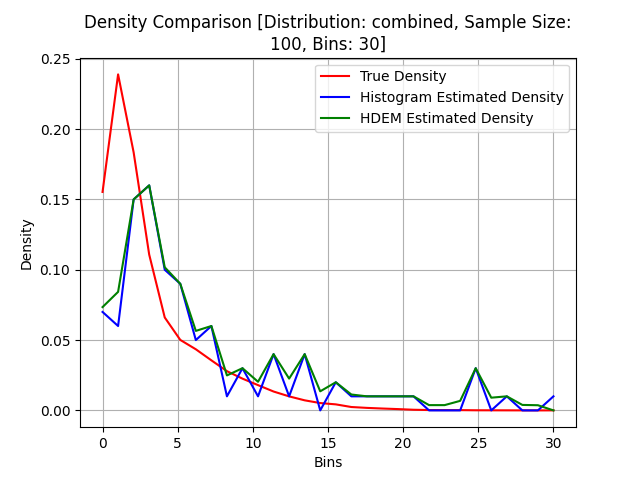 Density Comparison [Distribution: combined, Sample Size:
100, Bins: 30]
True Density
Histogram Estimated Density
HDEM Estimated Density
Density
0.25
0.20
0.15
0.10
0.05
0.00
0 5 10 15 20 25 30
Bins